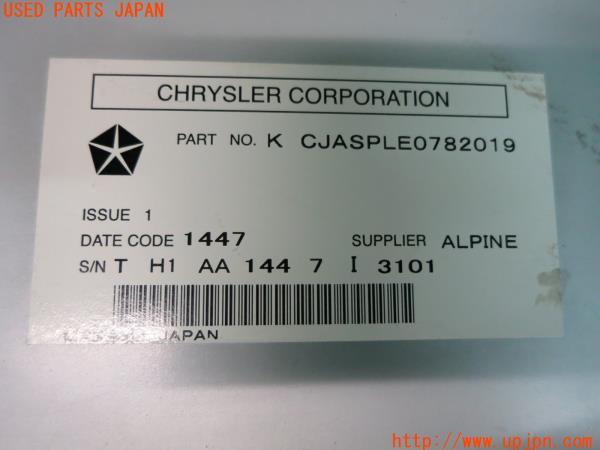 USED PARTS JAPAN
CHRYSLER CORPORATION
PART NO. K CJASPLE0782019
ISSUE 1
DATE CODE 1447 SUPPLIER ALPINE
S/N T H1 AA 144 7 I 3101
JAPAN
http://www.upjpn.com